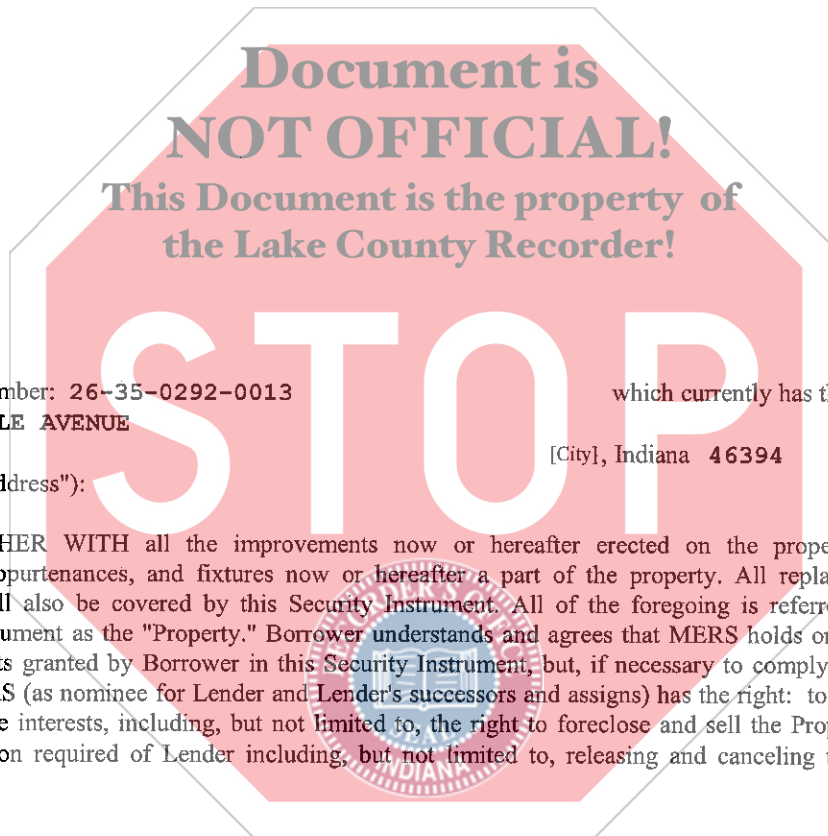 Document is
NOT OFFICIAL!
This Document is the property of
the Lake County Recorder!
STOP
mber: 26-35-0292-0013 which currently has th
LE AVENUE
[City], Indiana 46394
ddress"):
HER WITH all the improvements now or hereafter erected on the prope
ppurtenances, and fixtures now or hereafter a part of the property. All repla
ll also be covered by this Security Instrument. All of the foregoing is referre
ument as the "Property." Borrower understands and agrees that MERS holds on
ts granted by Borrower in this Security Instrument, but, if necessary to comply
S (as nominee for Lender and Lender's successors and assigns) has the right: to
e interests, including, but not limited to, the right to foreclose and sell the Prop
on required of Lender including, but not limited to, releasing and canceling t
RECORDER'S OFFICE
SEAL
INDIANA